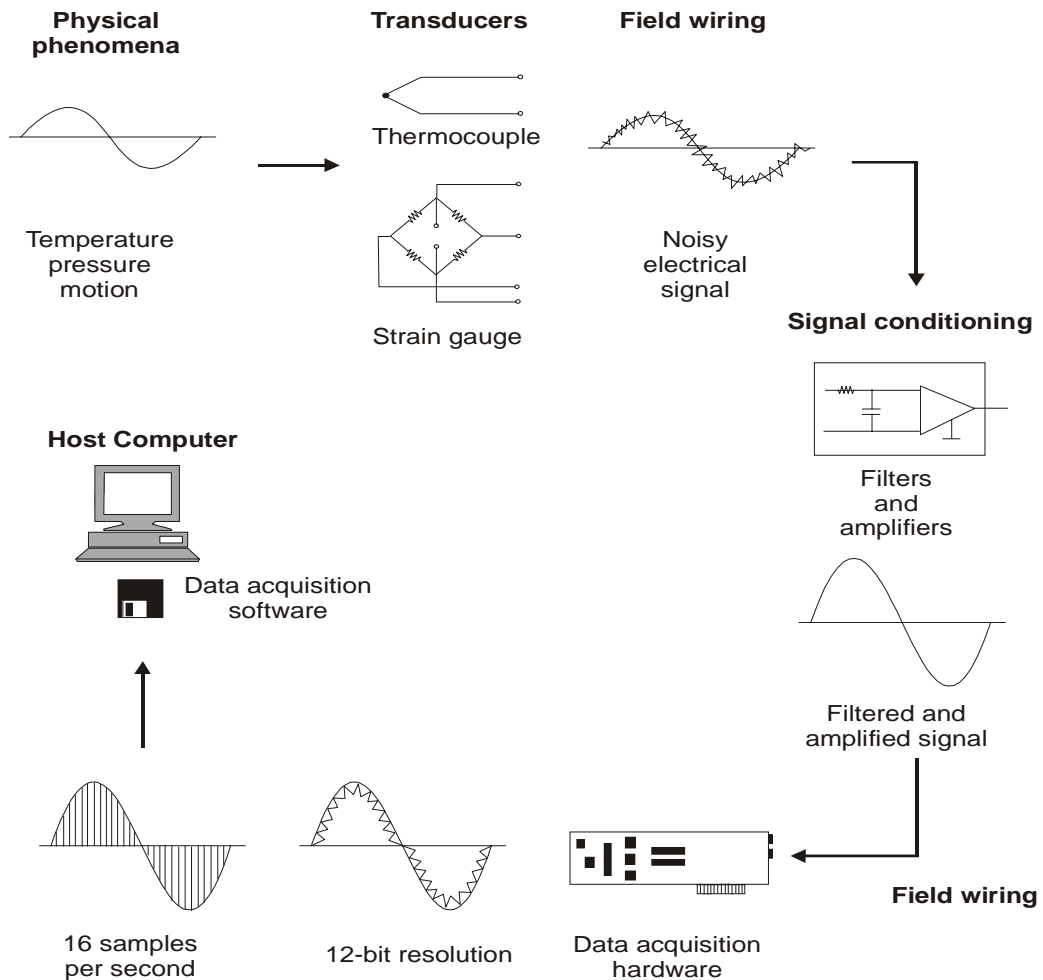 Physical
phenomena
Transducers
Field wiring
Thermocouple
Temperature
pressure
motion
Strain gauge
Noisy
electrical
signal
Signal conditioning
Filters
and
amplifiers
Filtered and
amplified signal
Field wiring
Data acquisition
hardware
12-bit resolution
16 samples
per second
Host Computer
Data acquisition
software